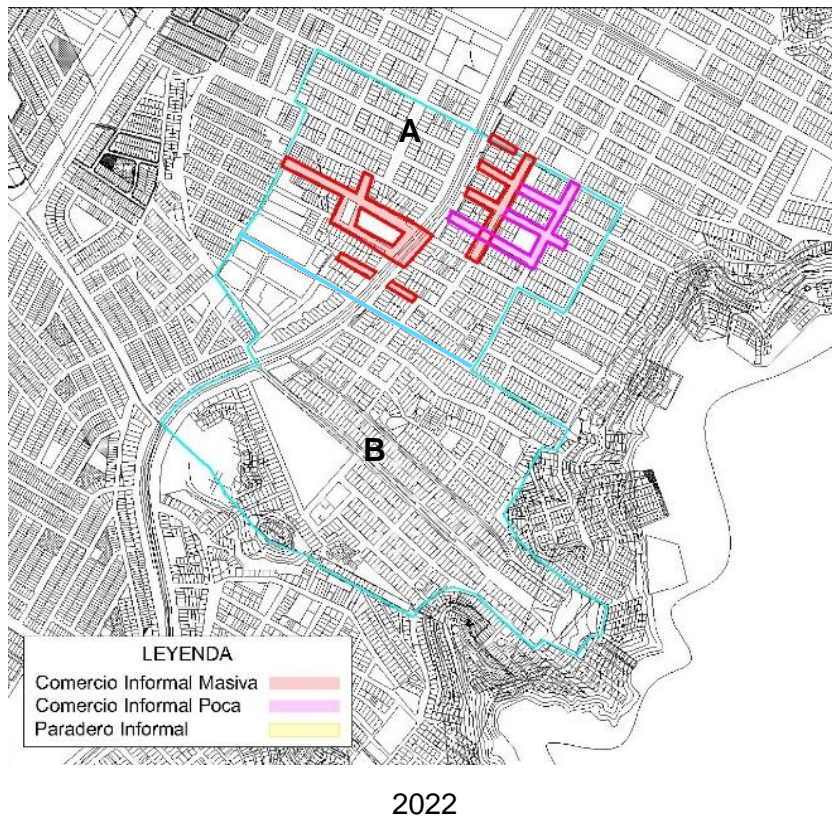 A
B
LEYENDA
Comercio Informal Masiva
Comercio Informal Poca
Paradero Informal
2022